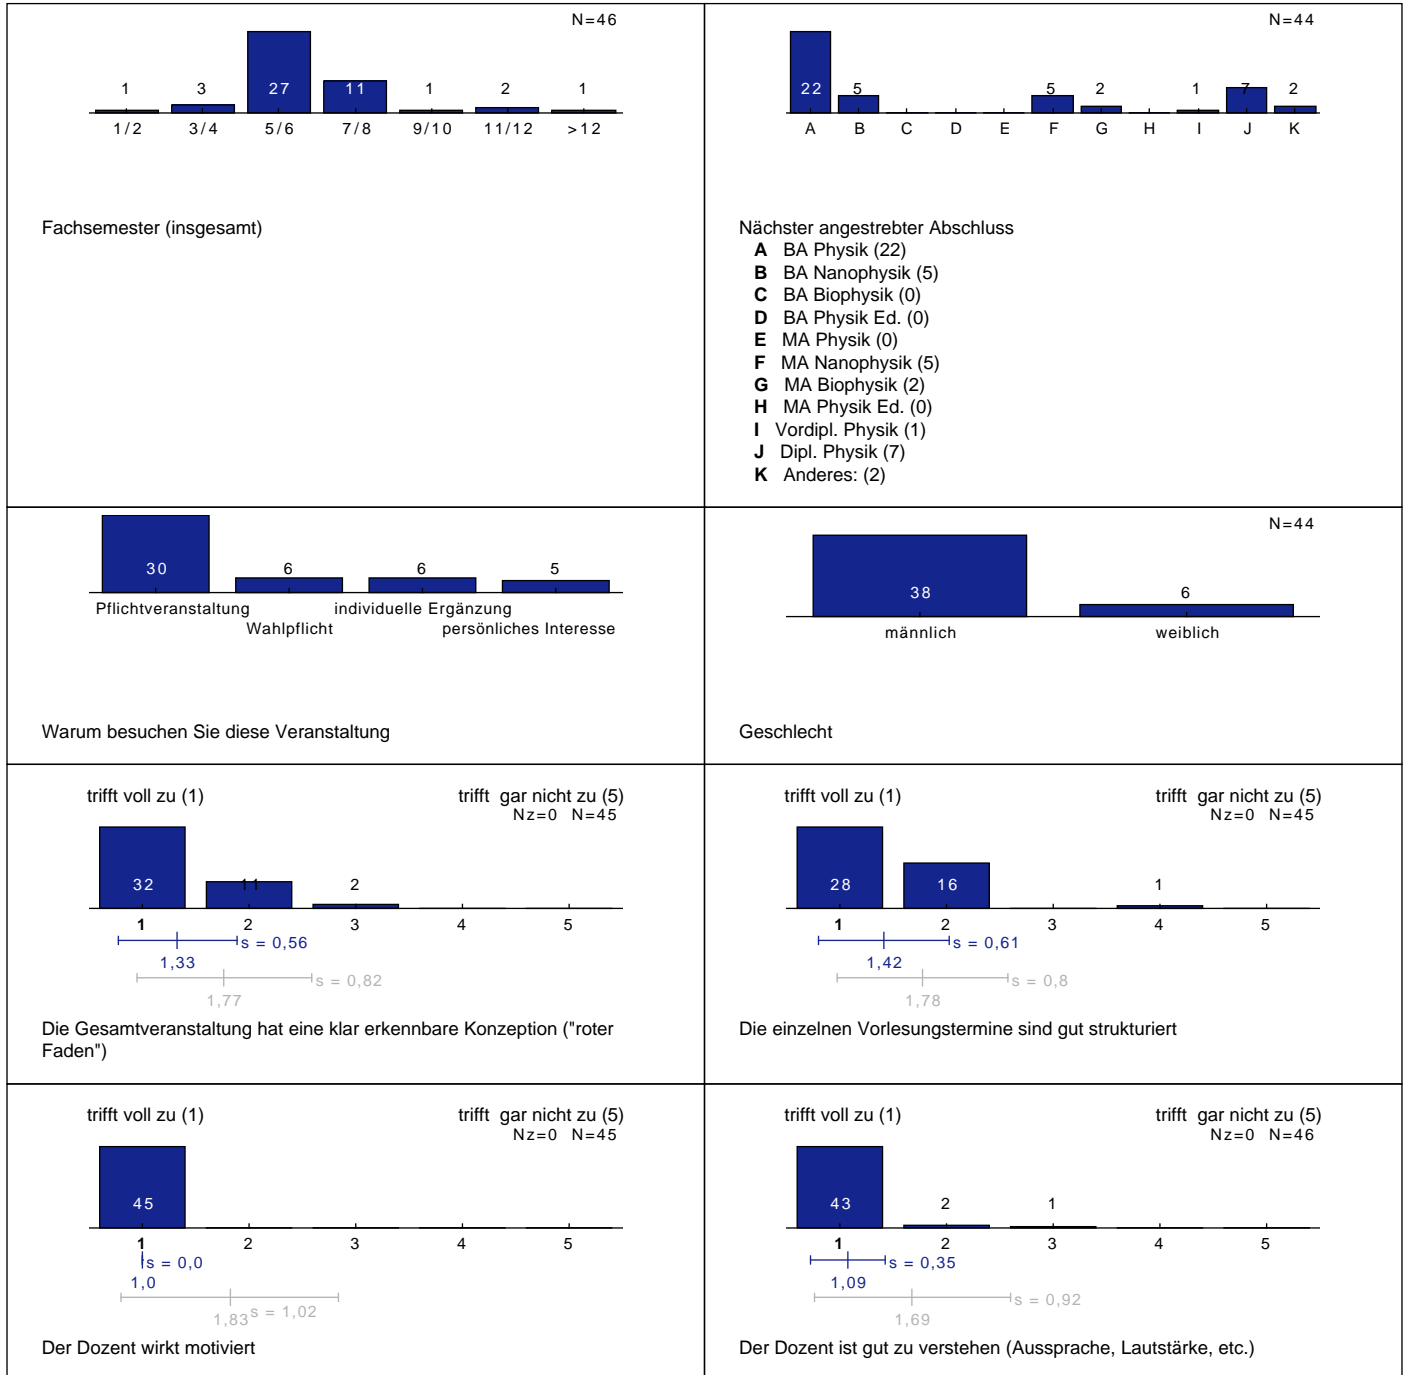 N=46
1 3 27 11 1 2 1
1/2 3/4 5/6 7/8 9/10 11/12 >12
Fachsemester (insgesamt)
N=44
22 5 5 2 1 7 2
A B C D E F G H I J K
Nächster angestrebter Abschluss
A BA Physik (22)
B BA Nanophysik (5)
C BA Biophysik (0)
D BA Physik Ed. (0)
E MA Physik (0)
F MA Nanophysik (5)
G MA Biophysik (2)
H MA Physik Ed. (0)
I Vordipl. Physik (1)
J Dipl. Physik (7)
K Anderes: (2)
30 6 6 5
Pflichtveranstaltung individuelle Ergänzung
Wahlpflicht persönliches Interesse
Warum besuchen Sie diese Veranstaltung
N=44
38 6
männlich weiblich
Geschlecht
trifft voll zu (1) trifft gar nicht zu (5)
Nz=0 N=45
32 11 2
1 2 3 4 5
s = 0,56
1,33
s = 0,82
1,77
Die Gesamtveranstaltung hat eine klar erkennbare Konzeption ("roter
Faden")
trifft voll zu (1) trifft gar nicht zu (5)
Nz=0 N=45
28 16 1
1 2 3 4 5
s = 0,61
1,42
s = 0,8
1,78
Die einzelnen Vorlesungstermine sind gut strukturiert
trifft voll zu (1) trifft gar nicht zu (5)
Nz=0 N=45
45
1 2 3 4 5
s = 0,0
1,0
s = 1,02
1,83
Der Dozent wirkt motiviert
trifft voll zu (1) trifft gar nicht zu (5)
Nz=0 N=46
43 2 1
1 2 3 4 5
s = 0,35
1,09
s = 0,92
1,69
Der Dozent ist gut zu verstehen (Aussprache, Lautstärke, etc.)